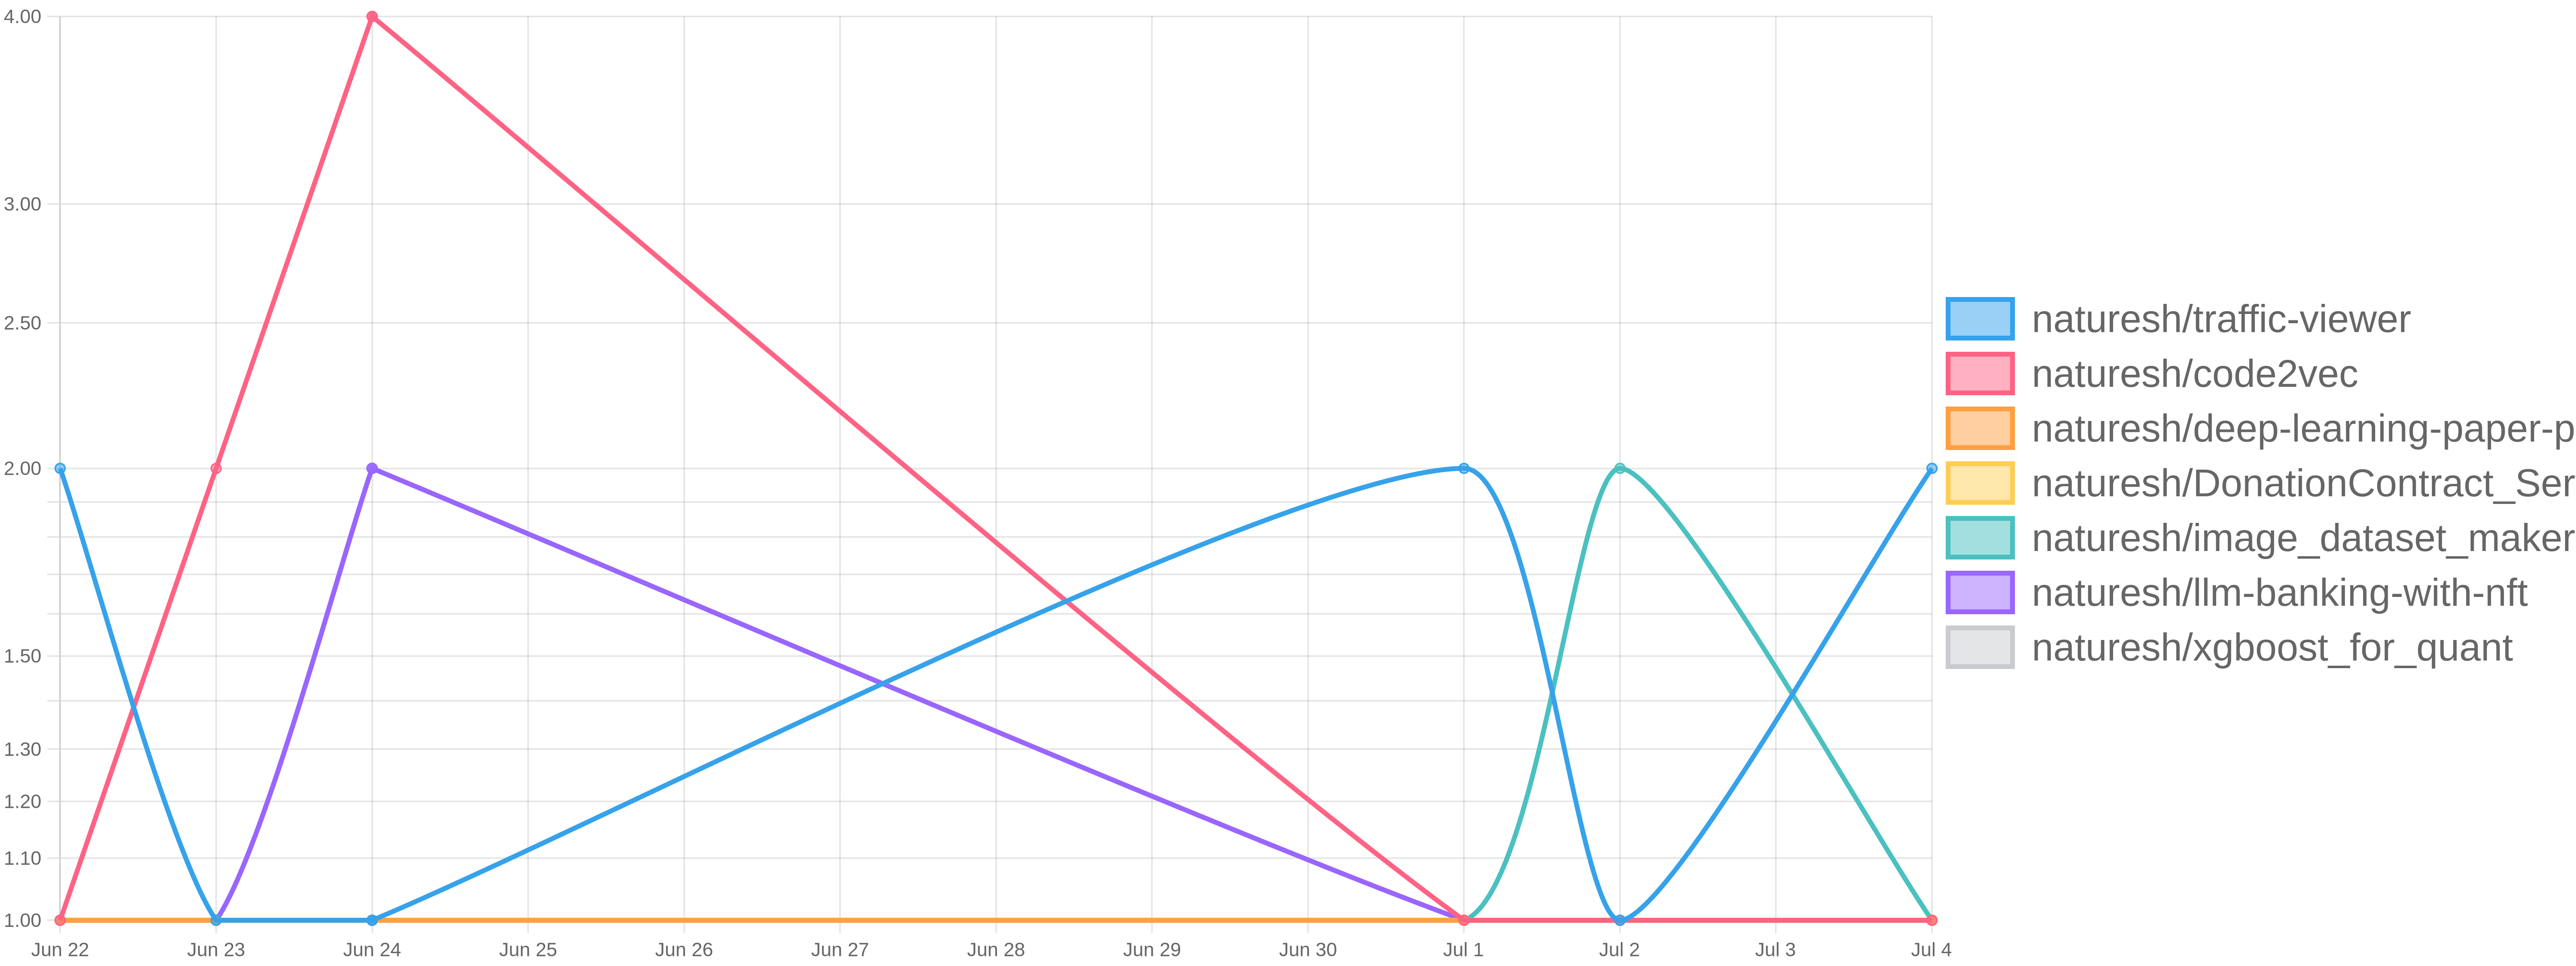 4.00
3.00
2.50
2.00
1.50
1.30
1.20
1.10
1.00
Jun 22 Jun 23 Jun 24 Jun 25 Jun 26 Jun 27 Jun 28 Jun 29 Jun 30 Jul 1 Jul 2 Jul 3 Jul 4
naturesh/traffic-viewer
naturesh/code2vec
naturesh/deep-learning-paper-p
naturesh/DonationContract_Ser
naturesh/image_dataset_maker
naturesh/llm-banking-with-nft
naturesh/xgboost_for_quant